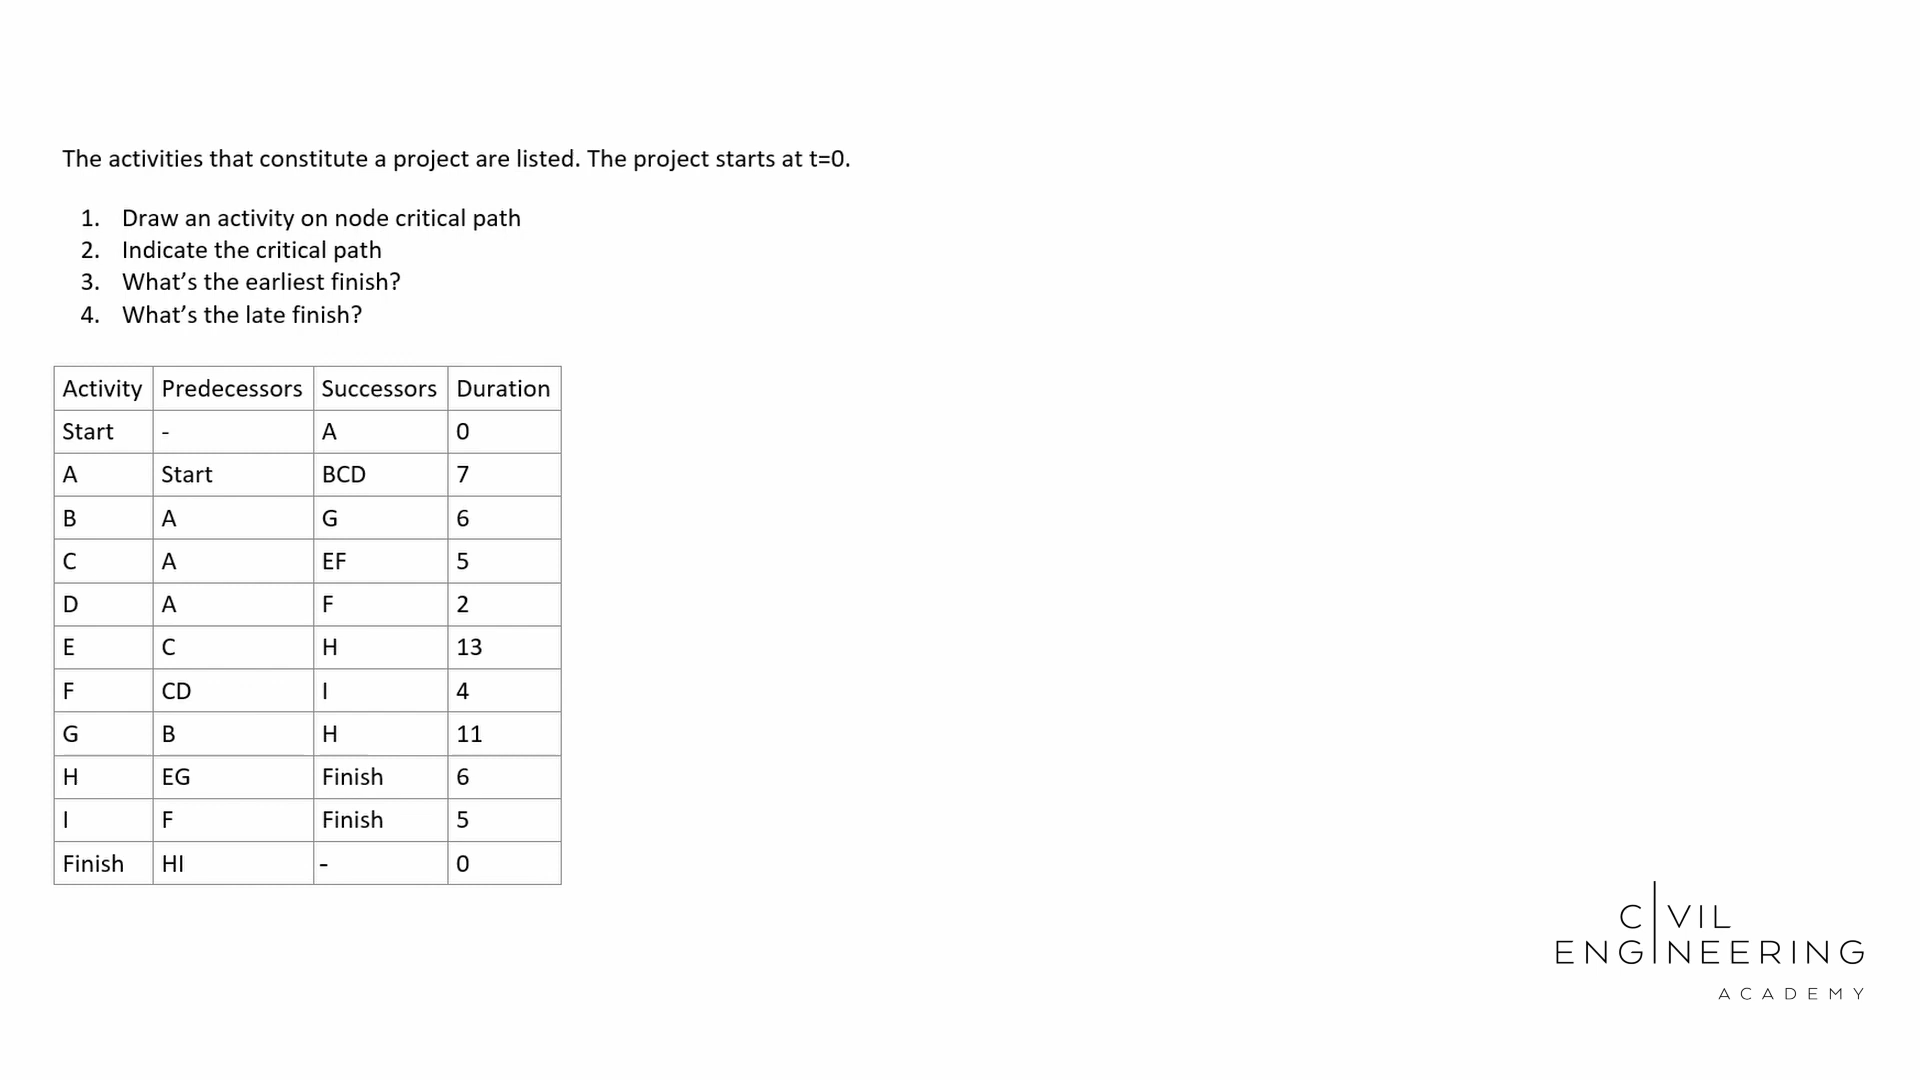 The activities that constitute a project are listed. The project starts at t=0.
1. Draw an activity on node critical path
2. Indicate the critical path
3. What’s the earliest finish?
4. What’s the late finish?
Activity Predecessors Successors Duration
Start - A 0
A Start BCD 7
B A G 6
C A EF 5
D A F 2
E C H 13
F CD I 4
G B H 11
H EG Finish 6
I F Finish 5
Finish HI - 0
CIVIL
ENGINEERING
ACADEMY